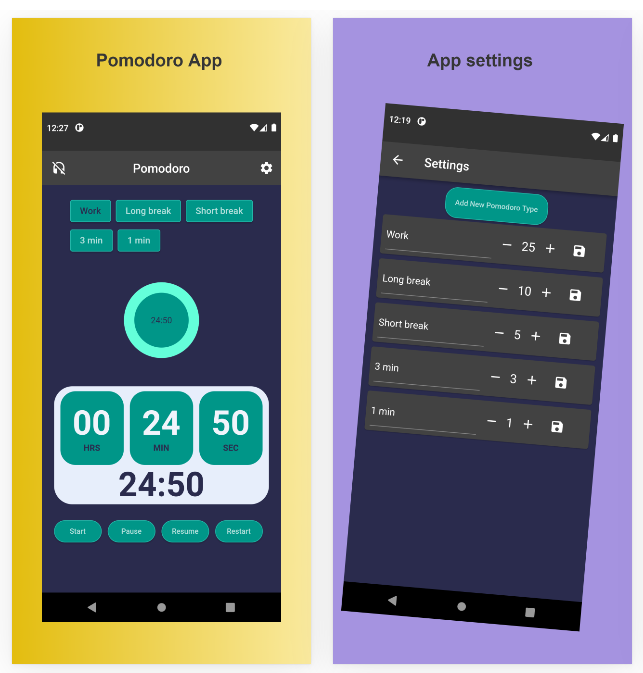 Pomodoro App
12:27
Pomodoro
Work Long break Short break
3 min 1 min
24:50
00 24 50
HRS MIN SEC
24:50
Start Pause Resume Restart
App settings
12:19
Settings
Add New Pomodoro Type
Work − 25 +
Long break − 10 +
Short break − 5 +
3 min − 3 +
1 min − 1 +